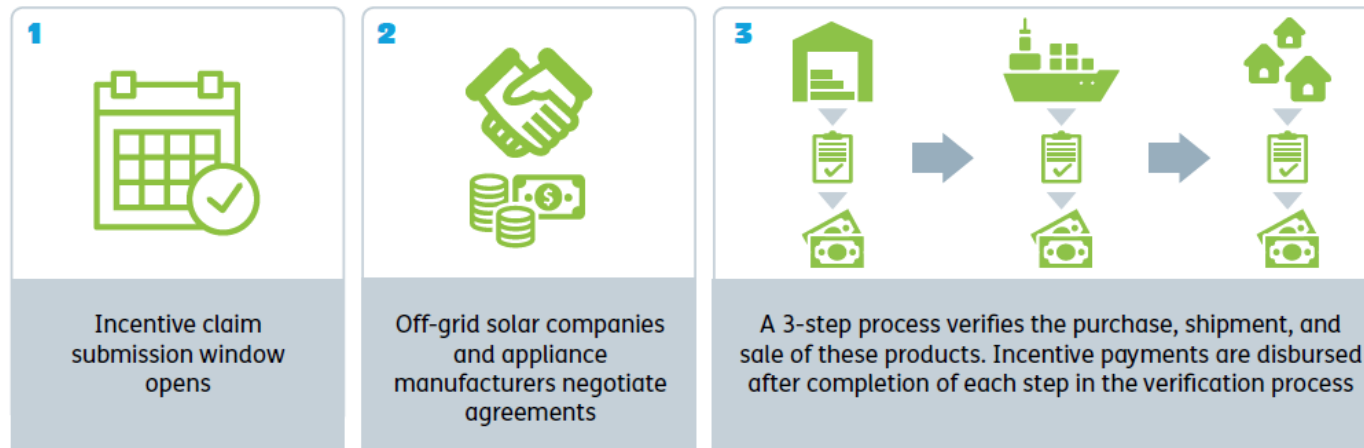 1
Incentive claim
submission window
opens
2
$
Off-grid solar companies
and appliance
manufacturers negotiate
agreements
3
A 3-step process verifies the purchase, shipment, and
sale of these products. Incentive payments are disbursed
after completion of each step in the verification process